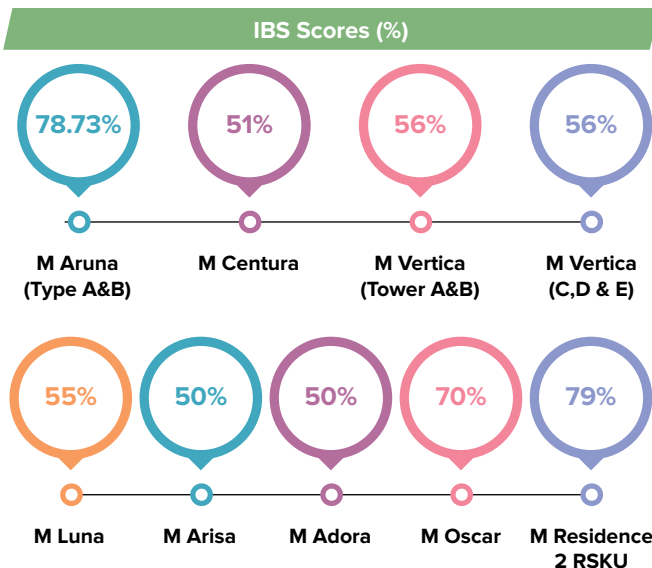 IBS Scores (%)
78.73% 51% 56% 56%
M Aruna M Centura M Vertica M Vertica
(Type A&B) (Tower A&B) (C,D & E)
55% 50% 50% 70% 79%
M Luna M Arisa M Adora M Oscar M Residence
2 RSKU